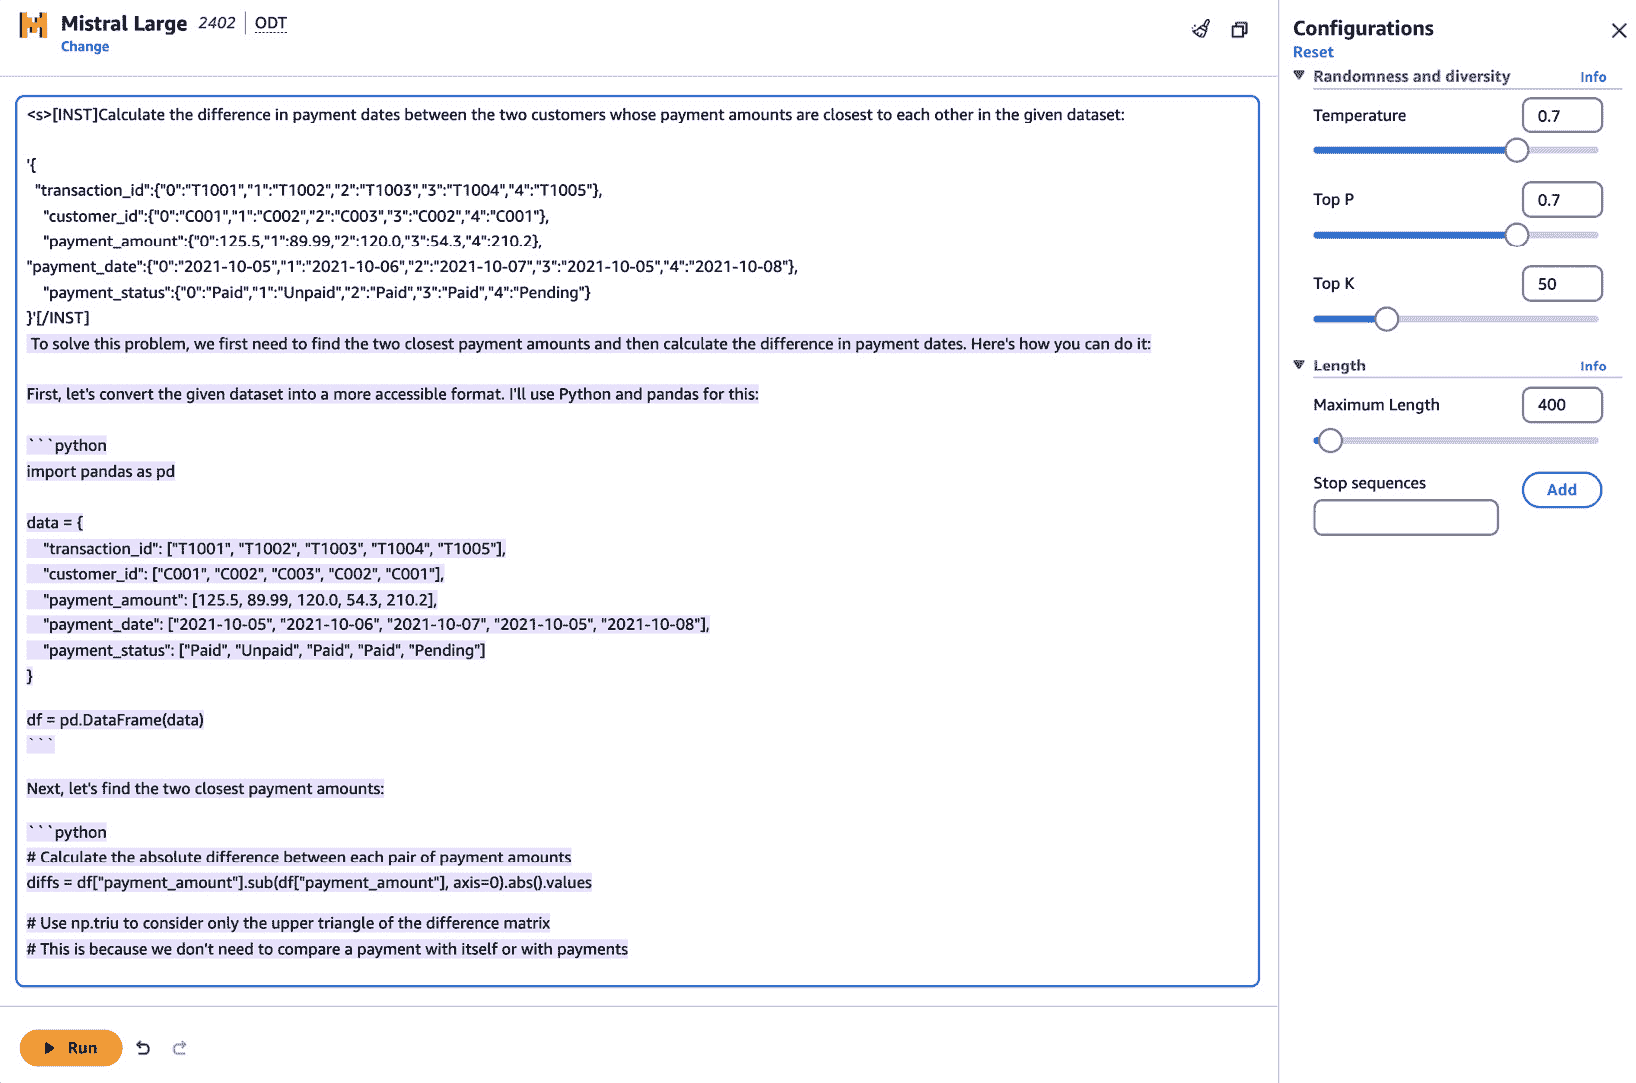 Mistral Large 2402 | ODT
Change
<s>[INST]Calculate the difference in payment dates between the two customers whose payment amounts are closest to each other in the given dataset:
'{
"transaction_id":{"0":"T1001","1":"T1002","2":"T1003","3":"T1004","4":"T1005"},
"customer_id":{"0":"C001","1":"C002","2":"C003","3":"C002","4":"C001"},
"payment_amount":{"0":125.5,"1":89.99,"2":120.0,"3":54.3,"4":210.2},
"payment_date":{"0":"2021-10-05","1":"2021-10-06","2":"2021-10-07","3":"2021-10-05","4":"2021-10-08"},
"payment_status":{"0":"Paid","1":"Unpaid","2":"Paid","3":"Paid","4":"Pending"}
}'[/INST]
To solve this problem, we first need to find the two closest payment amounts and then calculate the difference in payment dates. Here's how you can do it:
First, let's convert the given dataset into a more accessible format. I'll use Python and pandas for this:
```python
import pandas as pd
data = {
"transaction_id": ["T1001", "T1002", "T1003", "T1004", "T1005"],
"customer_id": ["C001", "C002", "C003", "C002", "C001"],
"payment_amount": [125.5, 89.99, 120.0, 54.3, 210.2],
"payment_date": ["2021-10-05", "2021-10-06", "2021-10-07", "2021-10-05", "2021-10-08"],
"payment_status": ["Paid", "Unpaid", "Paid", "Paid", "Pending"]
}
df = pd.DataFrame(data)
```
Next, let's find the two closest payment amounts:
```python
# Calculate the absolute difference between each pair of payment amounts
diffs = df["payment_amount"].sub(df["payment_amount"], axis=0).abs().values
# Use np.triu to consider only the upper triangle of the difference matrix
# This is because we don't need to compare a payment with itself or with payments
Run
Configurations
Reset
Randomness and diversity Info
Temperature 0.7
Top P 0.7
Top K 50
Length Info
Maximum Length 400
Stop sequences Add